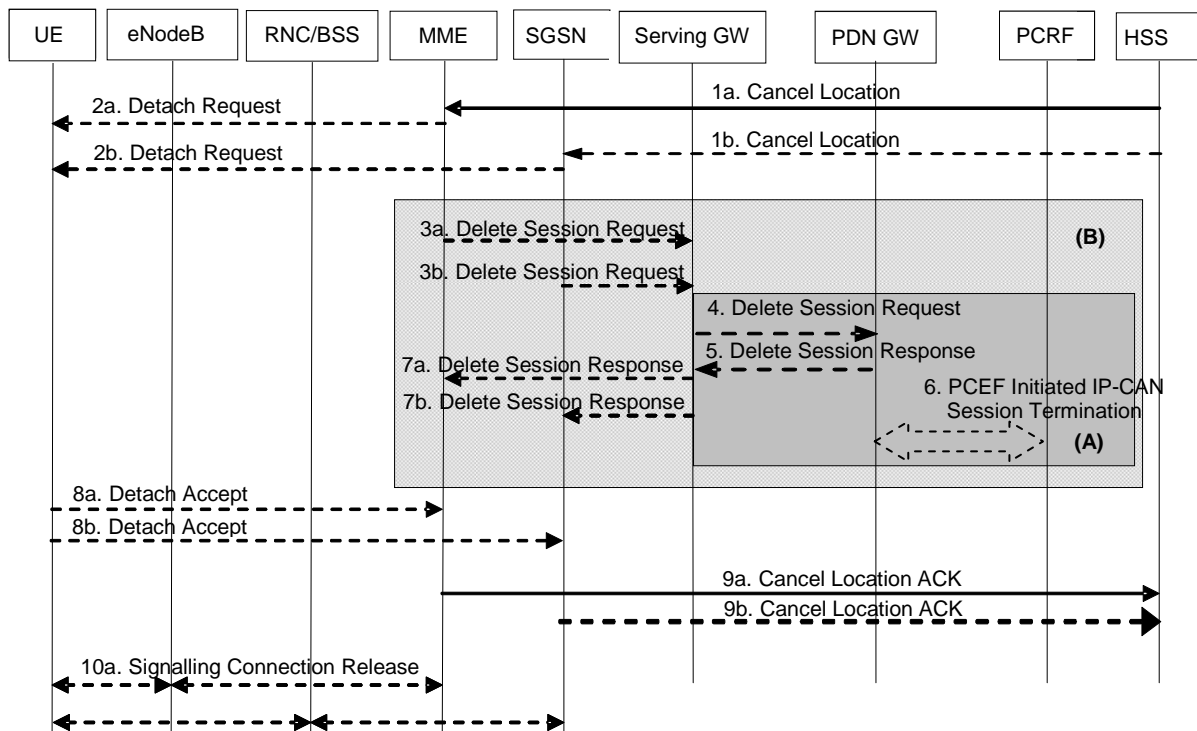 UE
eNodeB
RNC/BSS
MME
SGSN
Serving GW
PDN GW
PCRF
HSS
1a. Cancel Location
2a. Detach Request
1b. Cancel Location
2b. Detach Request
3a. Delete Session Request
(B)
3b. Delete Session Request
4. Delete Session Request
5. Delete Session Response
7a. Delete Session Response
6. PCEF Initiated IP-CAN
Session Termination
7b. Delete Session Response
(A)
8a. Detach Accept
8b. Detach Accept
9a. Cancel Location ACK
9b. Cancel Location ACK
10a. Signalling Connection Release